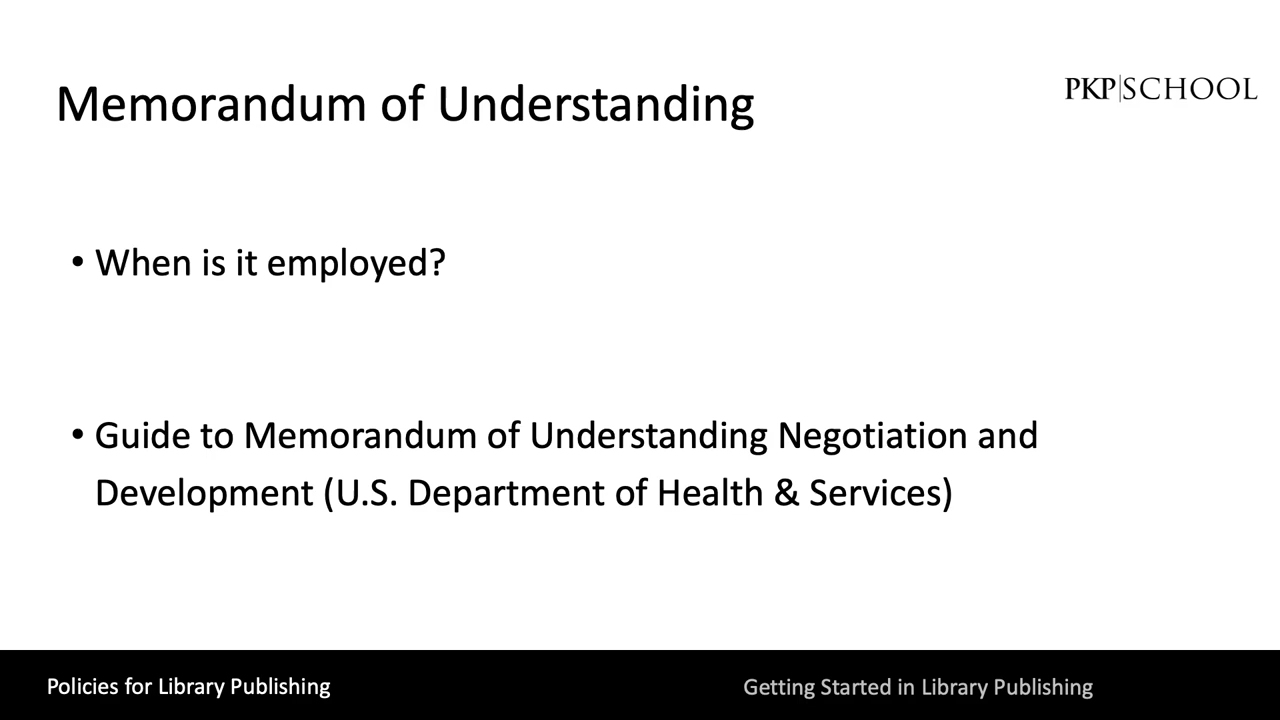 Memorandum of Understanding
PKP|SCHOOL
• When is it employed?
• Guide to Memorandum of Understanding Negotiation and
Development (U.S. Department of Health & Services)
Policies for Library Publishing
Getting Started in Library Publishing